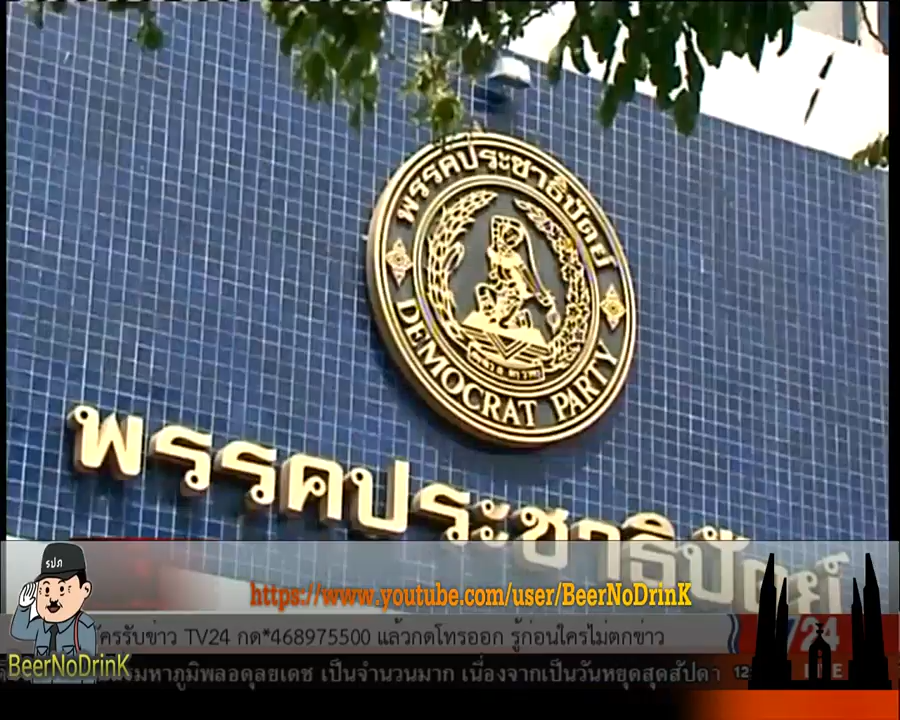 พรรคประชาธิปัตย์
DEMOCRAT PARTY
พรรคประชาธิปัตย์
รปภ
https://www.youtube.com/user/BeerNoDrinK
ครรับข่าว TV24 กด*468975500 แล้วกดโทรออก รู้ก่อนใครไม่ตกข่าว
24
BeerNoDrinK
มหาภูมิพลอดุลยเดช เป็นจำนวนมาก เนื่องจากเป็นวันหยุดสุดสัปดา